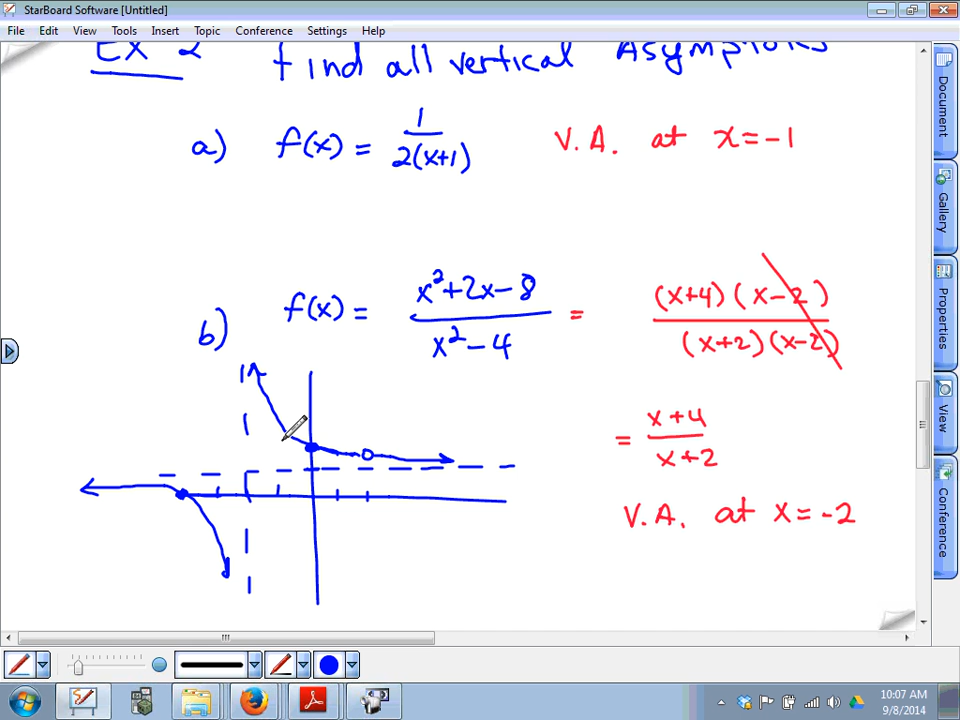 StarBoard Software [Untitled]
File Edit View Tools Insert Topic Conference Settings Help
Ex 2 Find all vertical Asymptotes
a) f(x) = 1/2(x+1) V.A. at x=-1
b) f(x) = x²+2x-8/x²-4 = (x+4)(x-2)/(x+2)(x-2)
= x+4/x+2
V.A. at x=-2
Document
Gallery
Properties
View
Conference
10:07 AM
9/8/2014